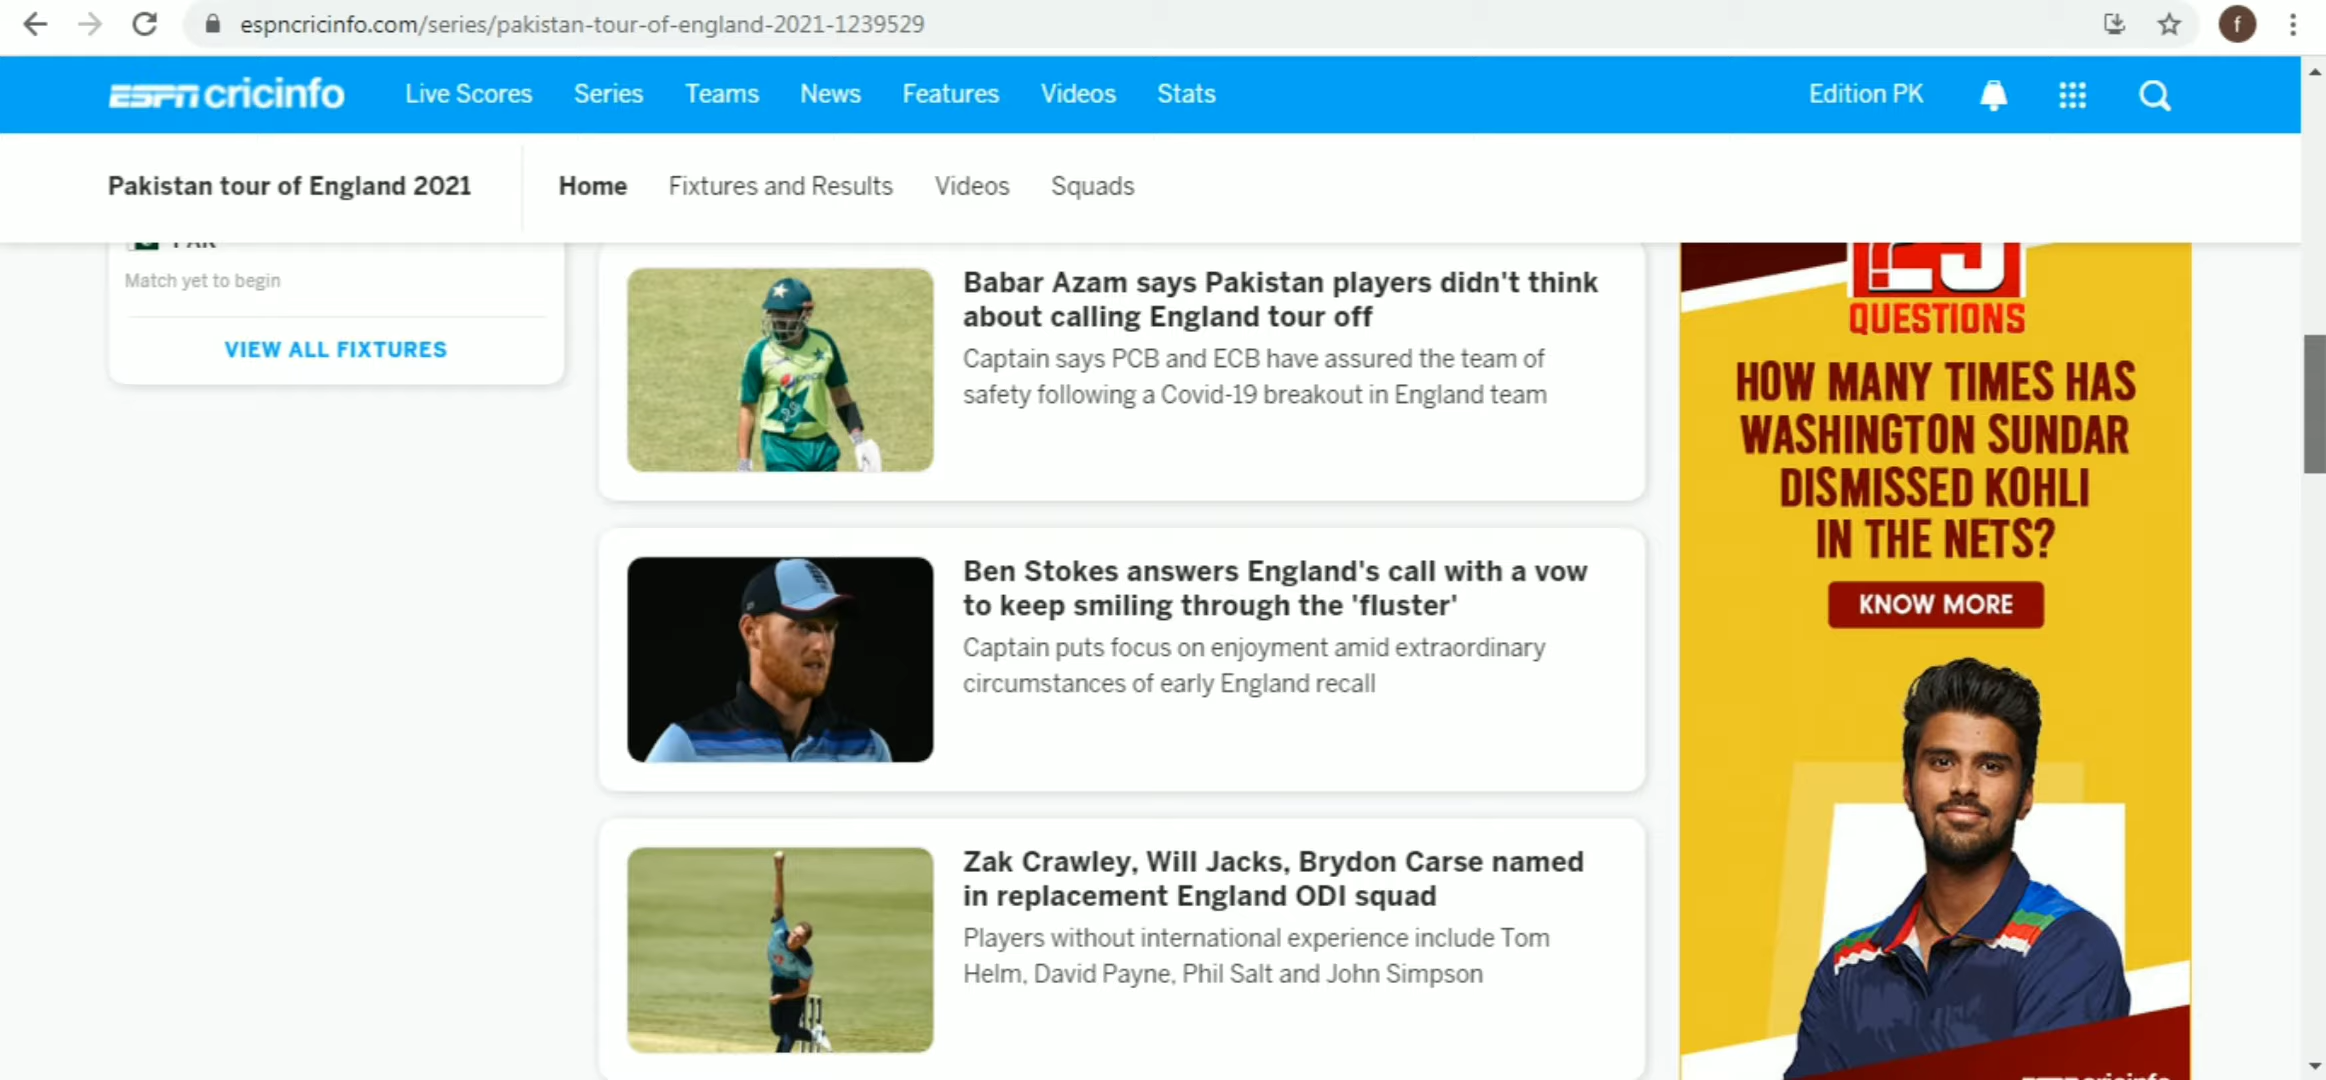 espncricinfo.com/series/pakistan-tour-of-england-2021-1239529
f
ESPN cricinfo
Live Scores
Series
Teams
News
Features
Videos
Stats
Edition PK
Pakistan tour of England 2021
Home
Fixtures and Results
Videos
Squads
PAK
Match yet to begin
VIEW ALL FIXTURES
Babar Azam says Pakistan players didn't think
about calling England tour off
Captain says PCB and ECB have assured the team of
safety following a Covid-19 breakout in England team
Ben Stokes answers England's call with a vow
to keep smiling through the 'fluster'
Captain puts focus on enjoyment amid extraordinary
circumstances of early England recall
Zak Crawley, Will Jacks, Brydon Carse named
in replacement England ODI squad
Players without international experience include Tom
Helm, David Payne, Phil Salt and John Simpson
QUESTIONS
HOW MANY TIMES HAS
WASHINGTON SUNDAR
DISMISSED KOHLI
IN THE NETS?
KNOW MORE